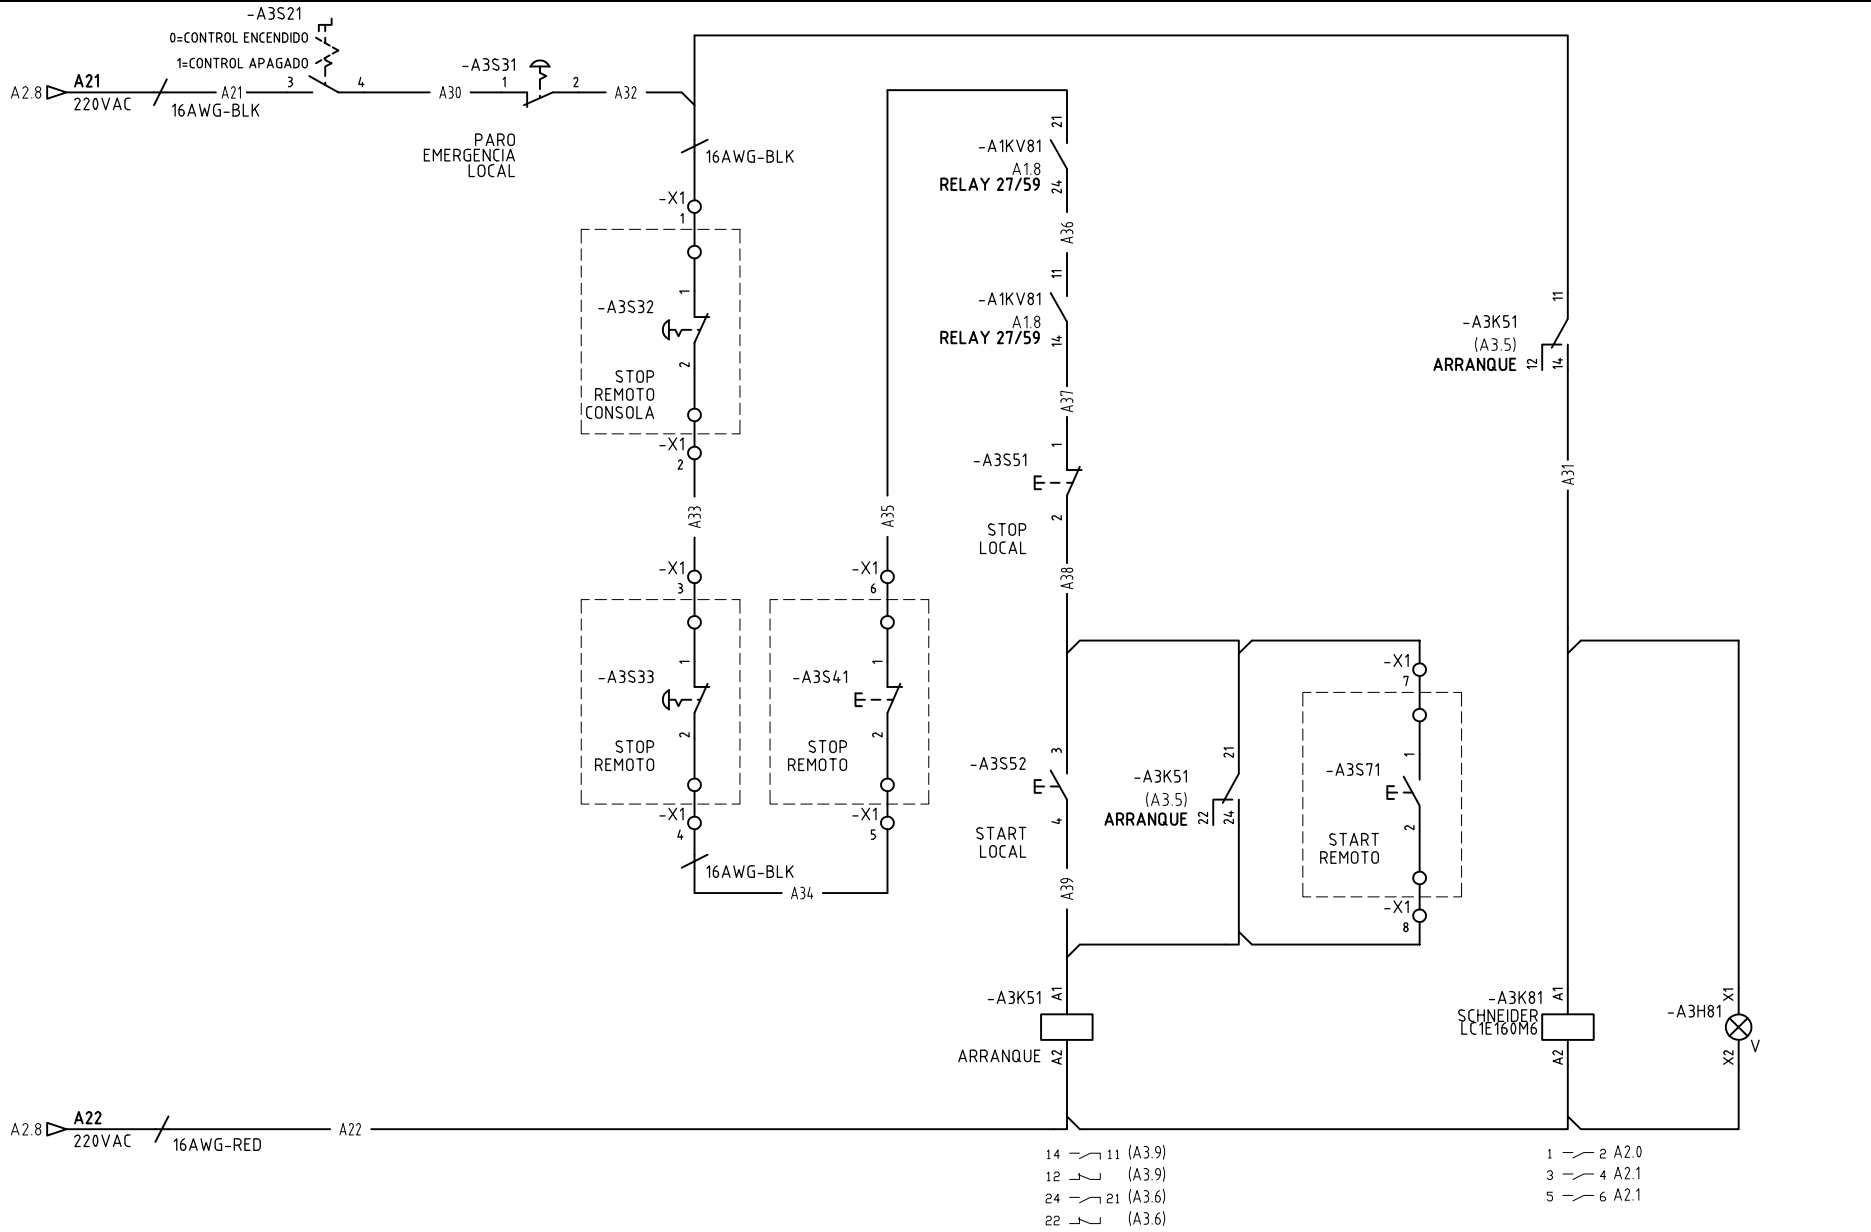 -A3S21
0=CONTROL ENCENDIDO
1=CONTROL APAGADO
A2.8
A21
220VAC
A21
16AWG-BLK
3
4
A30
-A3S31
1
2
A32
PARO
EMERGENCIA
LOCAL
16AWG-BLK
-X1
1
-A3S32
1
2
STOP
REMOTO
CONSOLA
-X1
2
A33
-X1
3
-A3S33
1
2
STOP
REMOTO
-X1
4
16AWG-BLK
A34
A35
-X1
6
-A3S41
1
2
STOP
REMOTO
-X1
5
21
-A1KV81
A1.8
RELAY 27/59
24
A36
11
-A1KV81
A1.8
RELAY 27/59
14
A37
1
-A3S51
2
STOP
LOCAL
A38
3
-A3S52
4
START
LOCAL
A39
21
-A3K51
(A3.5)
ARRANQUE
22
24
-X1
7
1
-A3S71
2
START
REMOTO
-X1
8
-A3K51
A1
ARRANQUE
A2
11
-A3K51
(A3.5)
ARRANQUE
12
14
A31
-A3K81
A1
SCHNEIDER
LC1E160M6
A2
X1
-A3H81
V
X2
A2.8
A22
220VAC
16AWG-RED
A22
14 11 (A3.9)
12 (A3.9)
24 21 (A3.6)
22 (A3.6)
1 2 A2.0
3 4 A2.1
5 6 A2.1